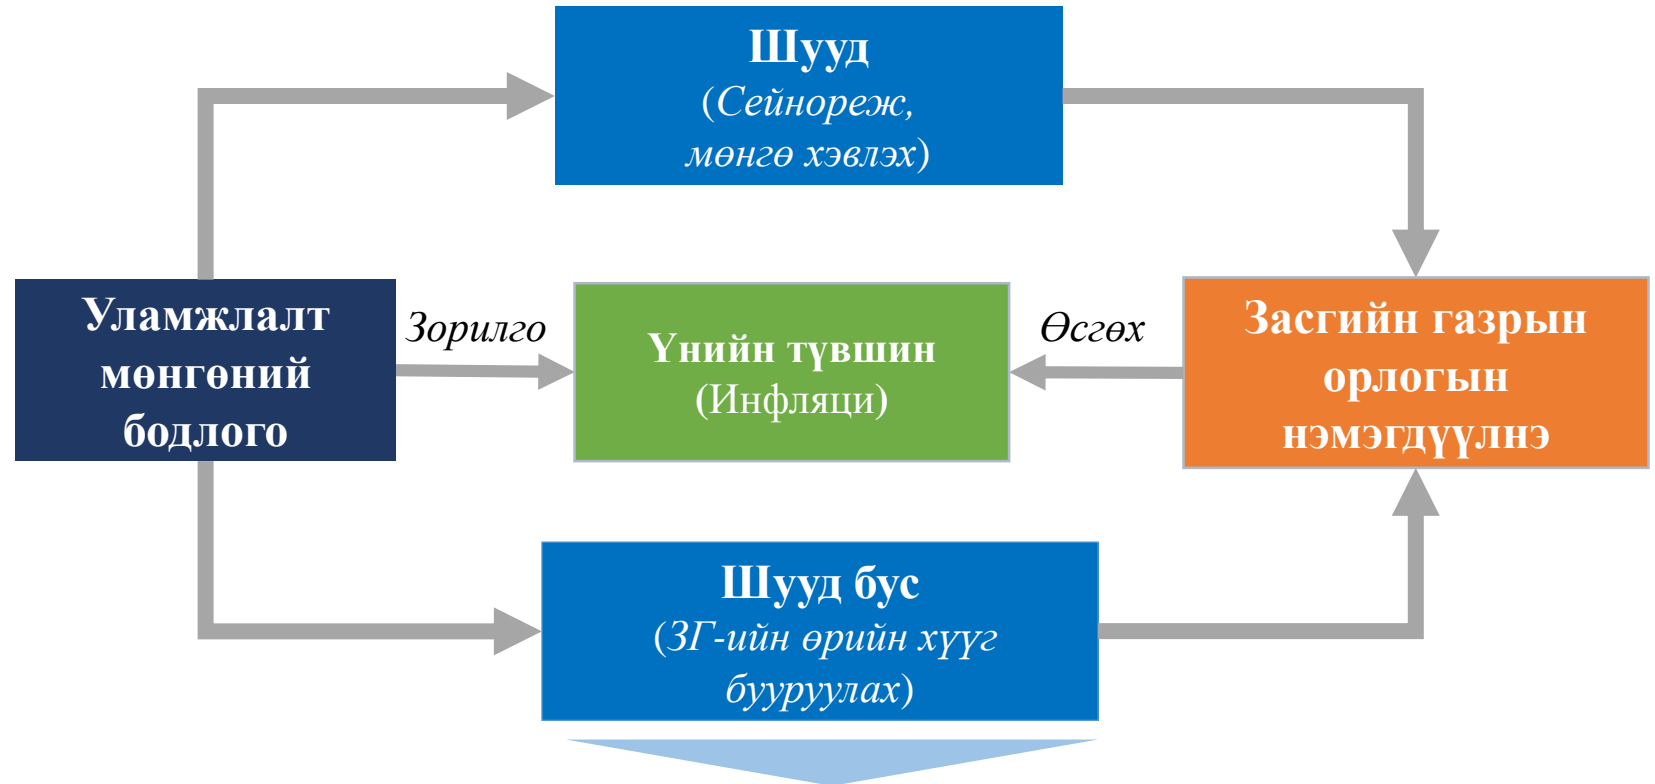 Шууд
(Сейнореж,
мөнгө хэвлэх)
Уламжлалт
мөнгөний
бодлого
Зорилго
Үнийн түвшин
(Инфляци)
Өсгөх
Засгийн газрын
орлогын
нэмэгдүүлнэ
Шууд бус
(ЗГ-ийн өрийн хүүг
бууруулах)